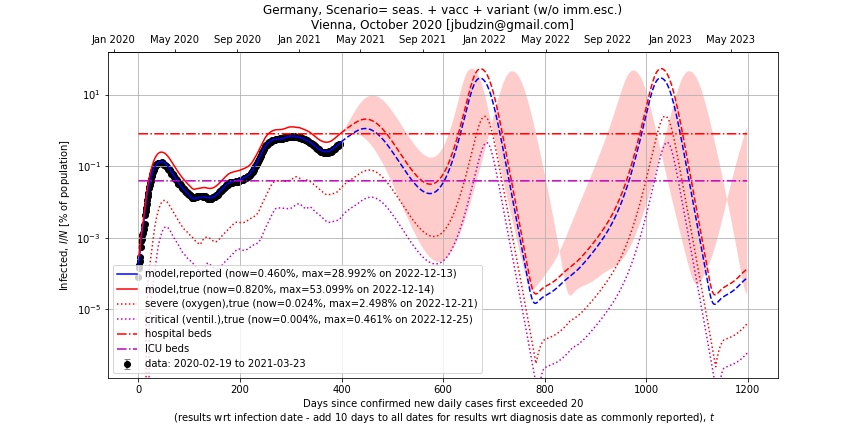 Germany, Scenario= seas. + vacc + variant (w/o imm.esc.)
Vienna, October 2020 [jbudzin@gmail.com]
Jan 2020 May 2020 Sep 2020 Jan 2021 May 2021 Sep 2021 Jan 2022 May 2022 Sep 2022 Jan 2023 May 2023
Infected, I/N [% of population]
10¹
10⁻¹
10⁻³
10⁻⁵
model,reported (now=0.460%, max=28.992% on 2022-12-13)
model,true (now=0.820%, max=53.099% on 2022-12-14)
severe (oxygen),true (now=0.024%, max=2.498% on 2022-12-21)
critical (ventil.),true (now=0.004%, max=0.461% on 2022-12-25)
hospital beds
ICU beds
data: 2020-02-19 to 2021-03-23
0 200 400 600 800 1000 1200
Days since confirmed new daily cases first exceeded 20
(results wrt infection date - add 10 days to all dates for results wrt diagnosis date as commonly reported), t